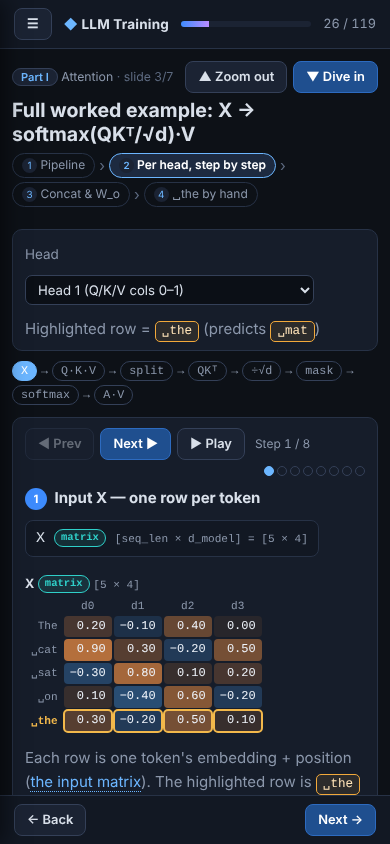 ☰ ◆ LLM Training 26 / 119
Part I Attention · slide 3/7 ▲ Zoom out ▼ Dive in
Full worked example: X →
softmax(QKᵀ/√d)·V
1 Pipeline › 2 Per head, step by step ›
3 Concat & W_o › 4 ␣the by hand
Head
Head 1 (Q/K/V cols 0–1)
Highlighted row = ␣the (predicts ␣mat)
X → Q·K·V → split → QKᵀ → ÷√d → mask →
softmax → A·V
◀ Prev Next ▶ ▶ Play Step 1 / 8
1 Input X — one row per token
X matrix [seq_len × d_model] = [5 × 4]
X matrix [5 × 4]
d0 d1 d2 d3
The 0.20 −0.10 0.40 0.00
␣cat 0.90 0.30 −0.20 0.50
␣sat −0.30 0.80 0.10 0.20
␣on 0.10 −0.40 0.60 −0.20
␣the 0.30 −0.20 0.50 0.10
Each row is one token's embedding + position
(the input matrix). The highlighted row is ␣the
← Back Next →